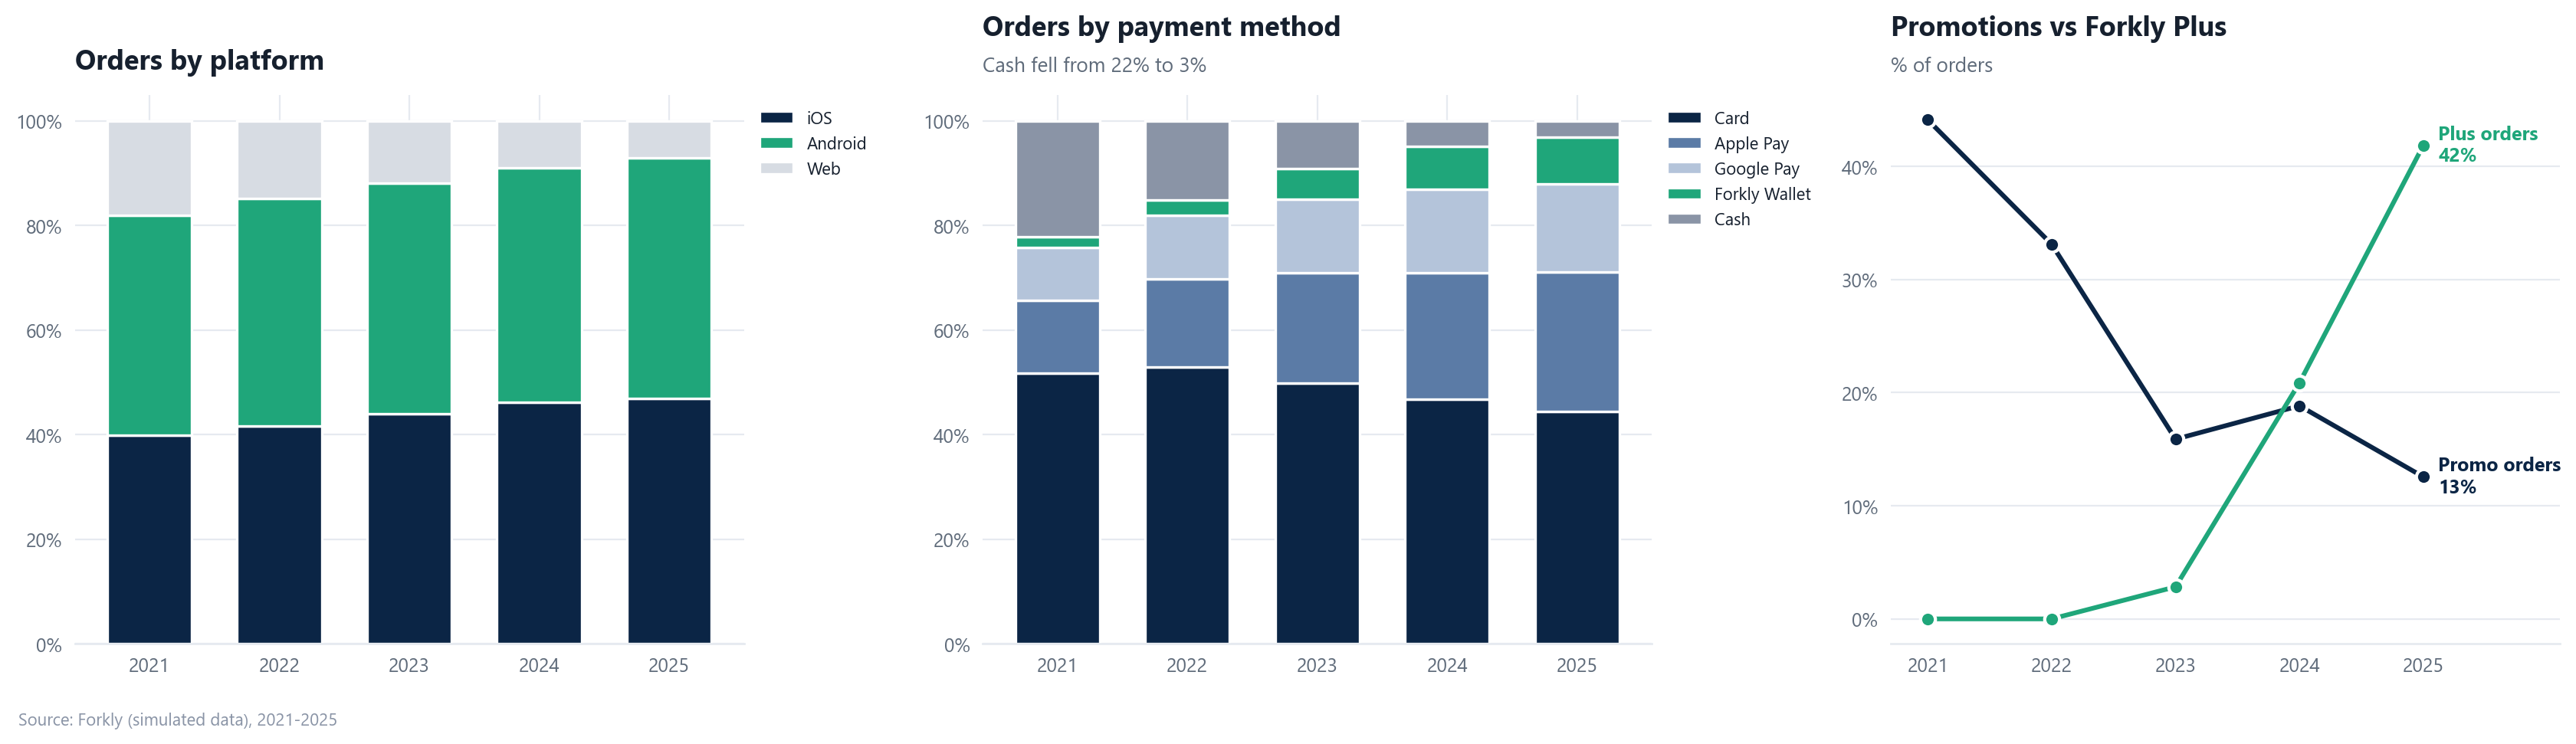 Orders by platform
100%
80%
60%
40%
20%
0%
2021 2022 2023 2024 2025
iOS
Android
Web
Orders by payment method
Cash fell from 22% to 3%
100%
80%
60%
40%
20%
0%
2021 2022 2023 2024 2025
Card
Apple Pay
Google Pay
Forkly Wallet
Cash
Promotions vs Forkly Plus
% of orders
40%
30%
20%
10%
0%
2021 2022 2023 2024 2025
Plus orders
42%
Promo orders
13%
Source: Forkly (simulated data), 2021-2025